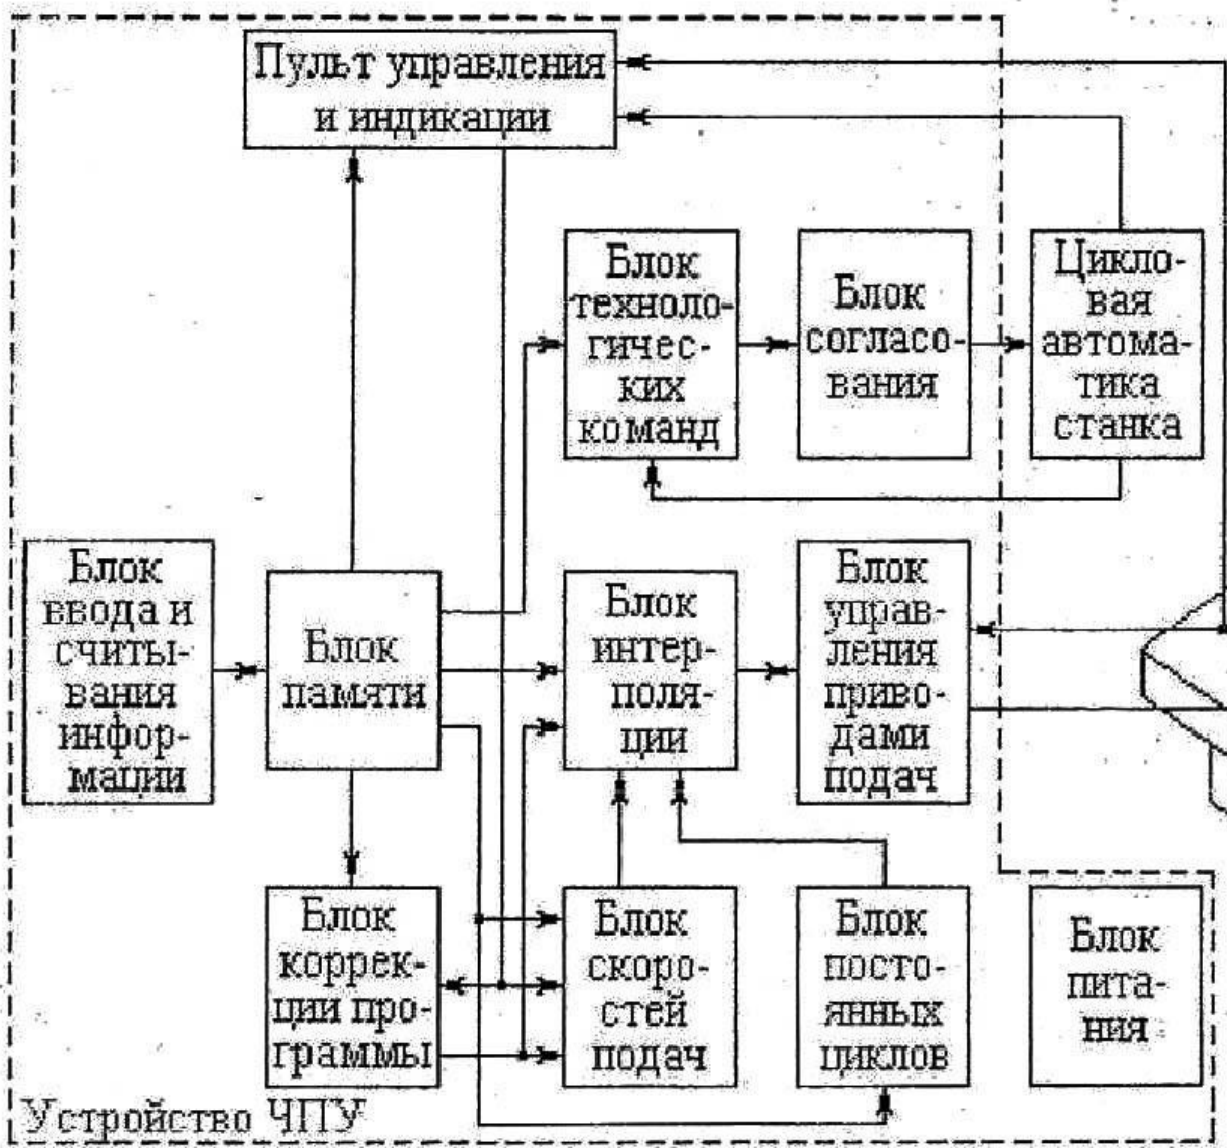 Пульт управления
и индикации
Блок
техноло-
гичес-
ких
команд
Блок
согласо-
вания
Цикло-
вая
автома-
тика
станка
Блок
ввода и
считы-
вания
инфор-
мации
Блок
памяти
Блок
интер-
поля-
ции
Блок
управ-
ления
приво-
дами
подач
Блок
коррек-
ции про-
граммы
Блок
скоро-
стей
подач
Блок
посто-
янных
циклов
Блок
пита-
ния
Устройство ЧПУ